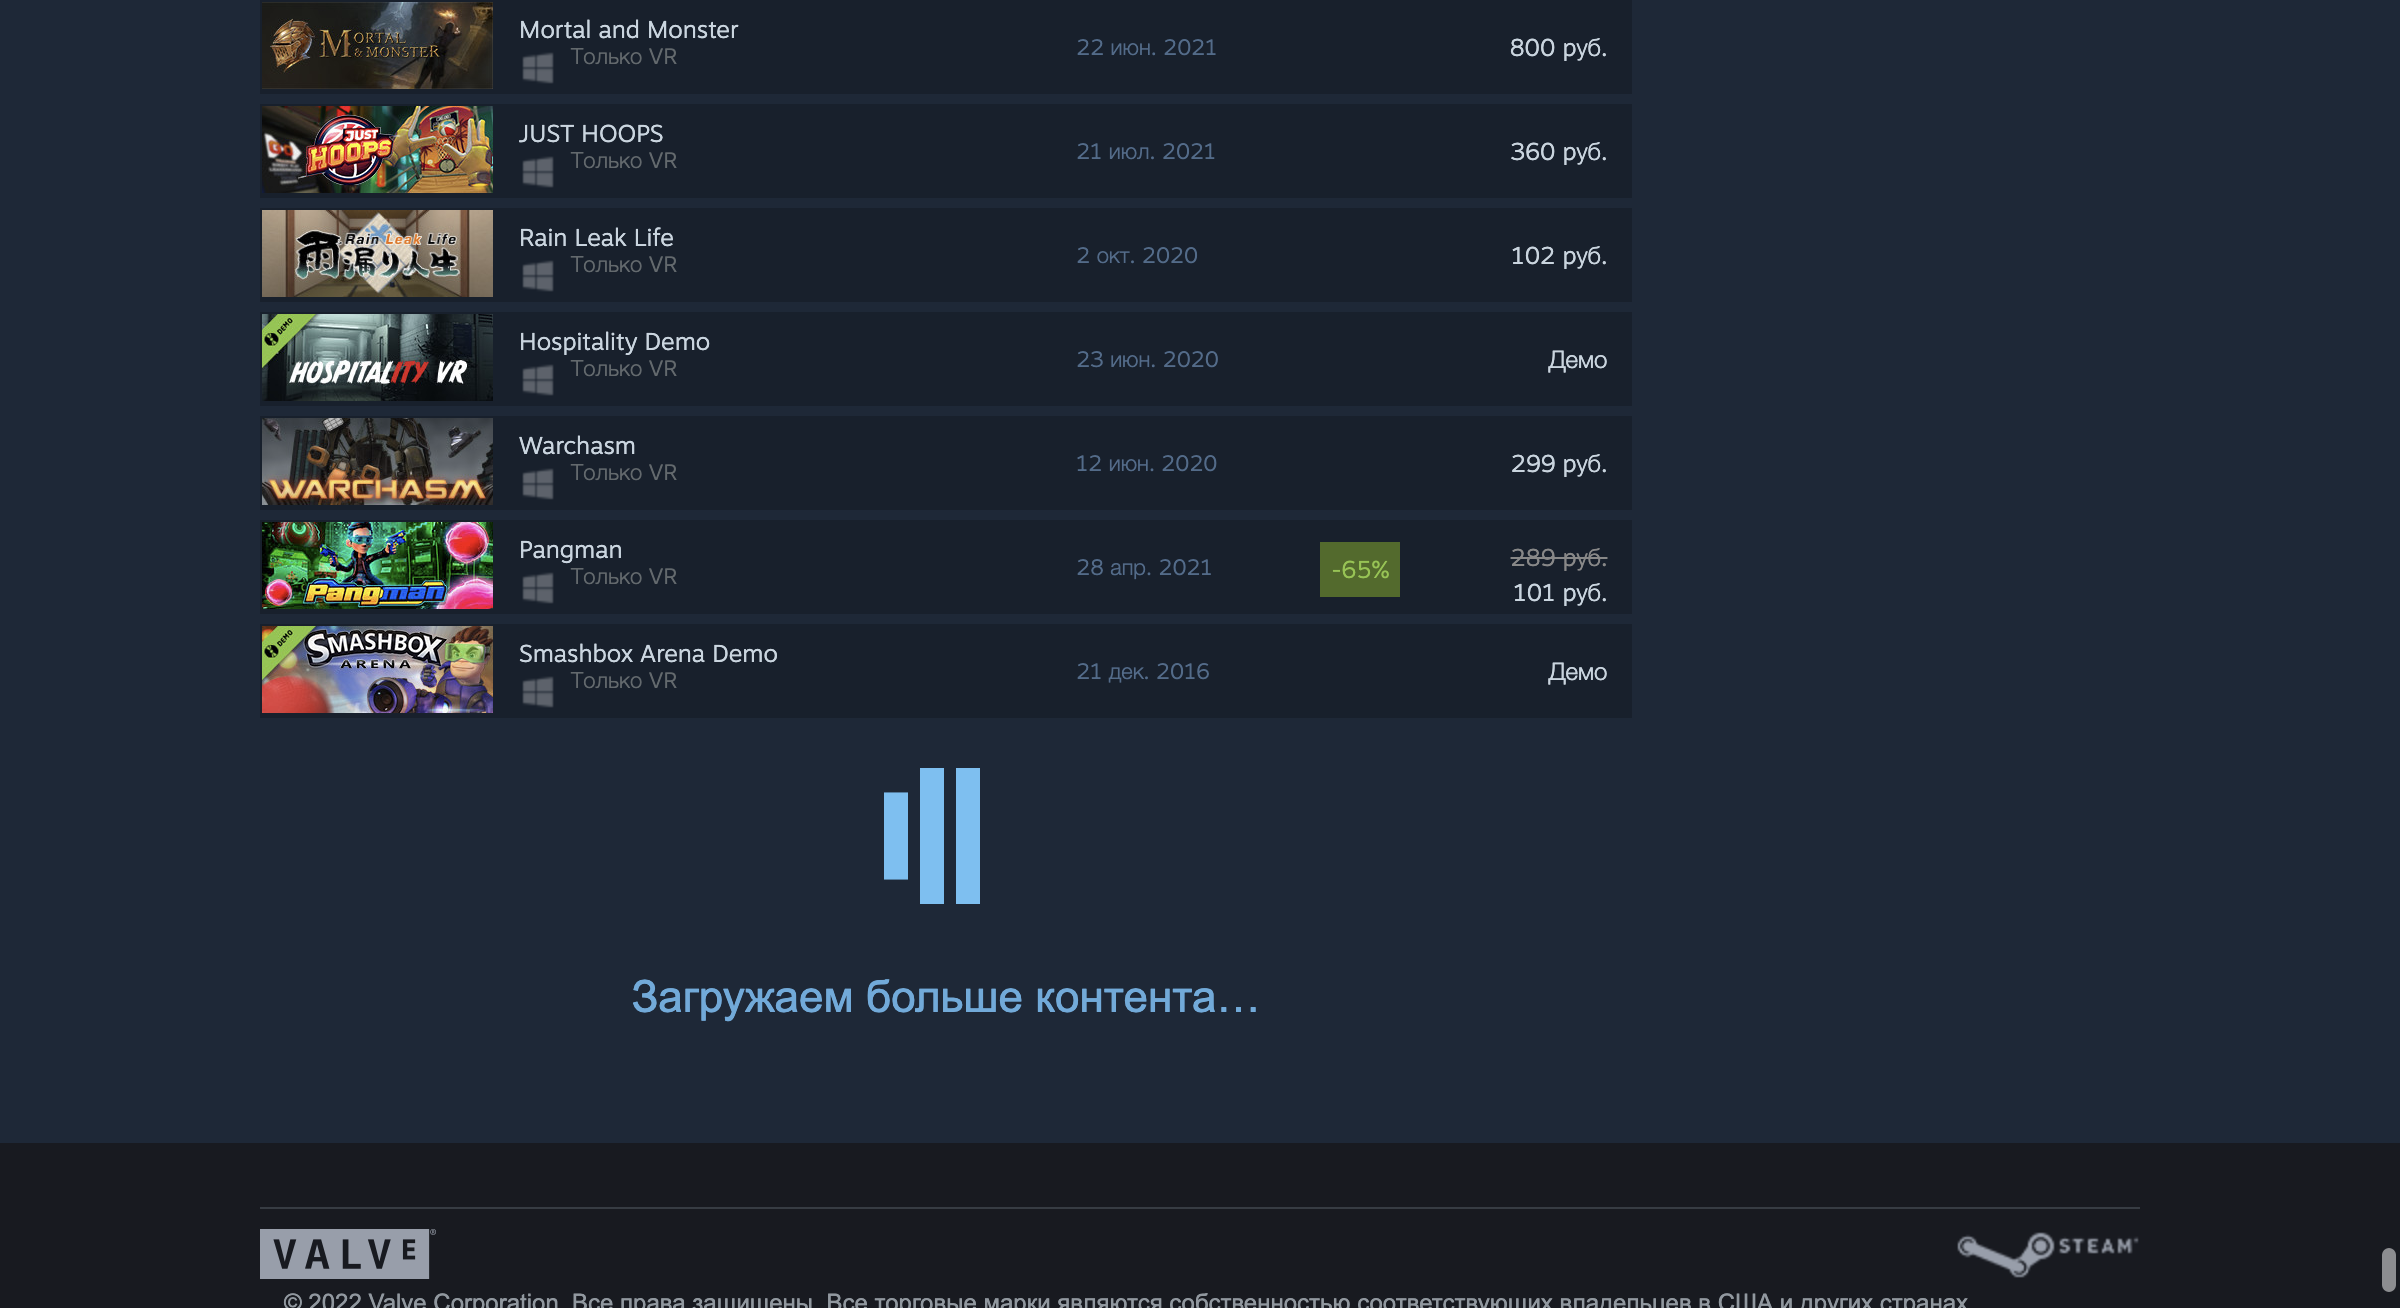 MORTAL & MONSTER
Mortal and Monster
Только VR
22 июн. 2021
800 руб.
JUST HOOPS
JUST HOOPS
Только VR
21 июл. 2021
360 руб.
Rain Leak Life
雨漏り人生
Rain Leak Life
Только VR
2 окт. 2020
102 руб.
DEMO
HOSPITALITY VR
Hospitality Demo
Только VR
23 июн. 2020
Демо
WARCHASM
Warchasm
Только VR
12 июн. 2020
299 руб.
Pangman
Pangman
Только VR
28 апр. 2021
-65%
289 руб.
101 руб.
DEMO
SMASHBOX
ARENA
Smashbox Arena Demo
Только VR
21 дек. 2016
Демо
Загружаем больше контента…
VALVE®
STEAM
© 2022 Valve Corporation. Все права защищены. Все торговые марки являются собственностью соответствующих владельцев в США и других странах.